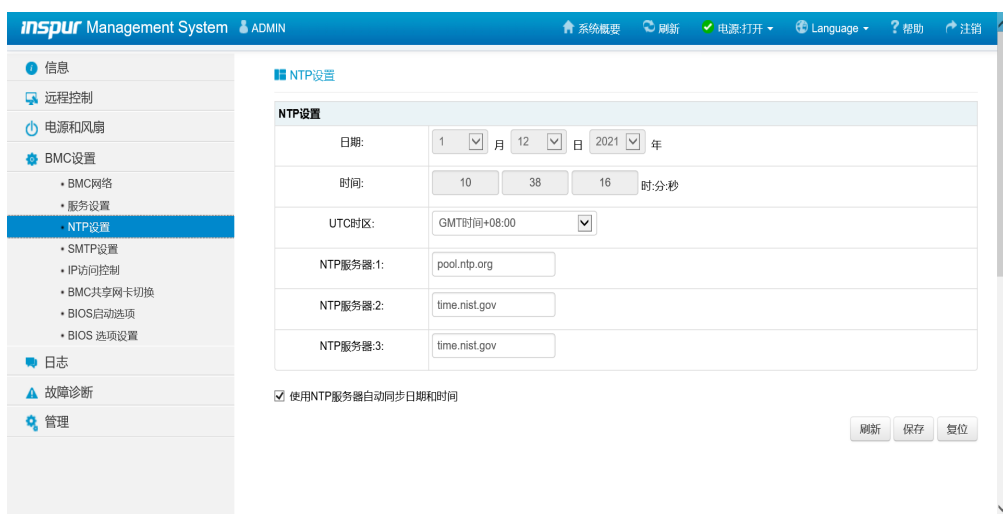 inspur Management System ADMIN 系统概要 刷新 电源:打开 Language ? 帮助 注销
信息
远程控制
电源和风扇
BMC设置
• BMC网络
• 服务设置
• NTP设置
• SMTP设置
• IP访问控制
• BMC共享网卡切换
• BIOS启动选项
• BIOS 选项设置
日志
故障诊断
管理
NTP设置
NTP设置
日期: 1 月 12 日 2021 年
时间: 10 38 16 时:分:秒
UTC时区: GMT时间+08:00
NTP服务器:1: pool.ntp.org
NTP服务器:2: time.nist.gov
NTP服务器:3: time.nist.gov
使用NTP服务器自动同步日期和时间
刷新 保存 复位